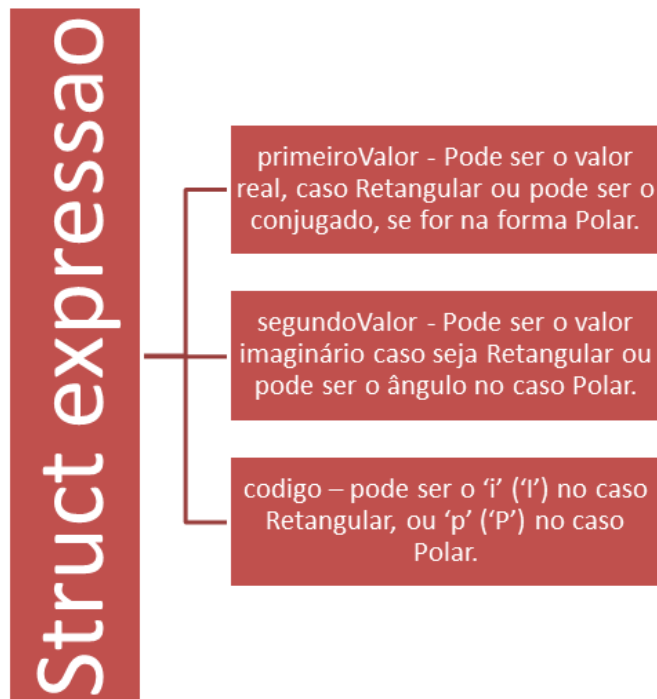 Struct expressao
primeiroValor - Pode ser o valor
real, caso Retangular ou pode ser o
conjugado, se for na forma Polar.
segundoValor - Pode ser o valor
imaginário caso seja Retangular ou
pode ser o ângulo no caso Polar.
codigo – pode ser o ‘i’ (‘I’) no caso
Retangular, ou ‘p’ (‘P’) no caso
Polar.